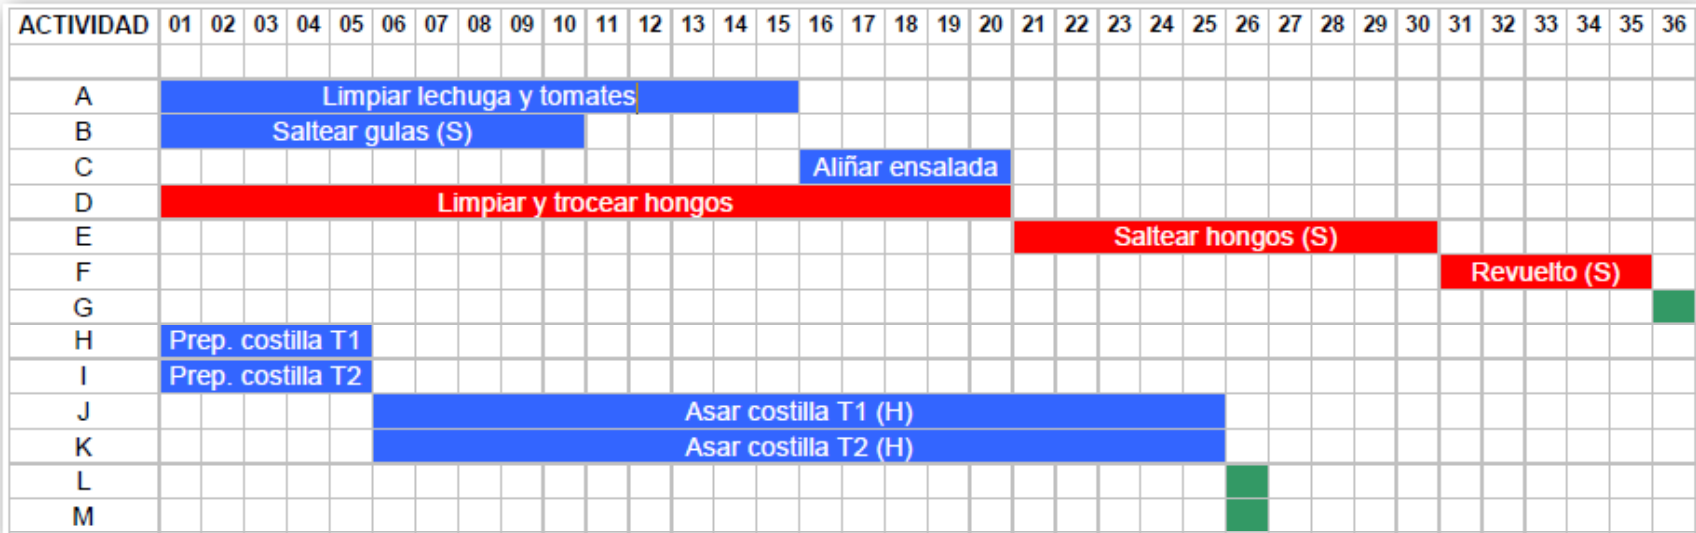 ACTIVIDAD 01 02 03 04 05 06 07 08 09 10 11 12 13 14 15 16 17 18 19 20 21 22 23 24 25 26 27 28 29 30 31 32 33 34 35 36
A Limpiar lechuga y tomates
B Saltear gulas (S)
C Aliñar ensalada
D Limpiar y trocear hongos
E Saltear hongos (S)
F Revuelto (S)
G
H Prep. costilla T1
I Prep. costilla T2
J Asar costilla T1 (H)
K Asar costilla T2 (H)
L
M